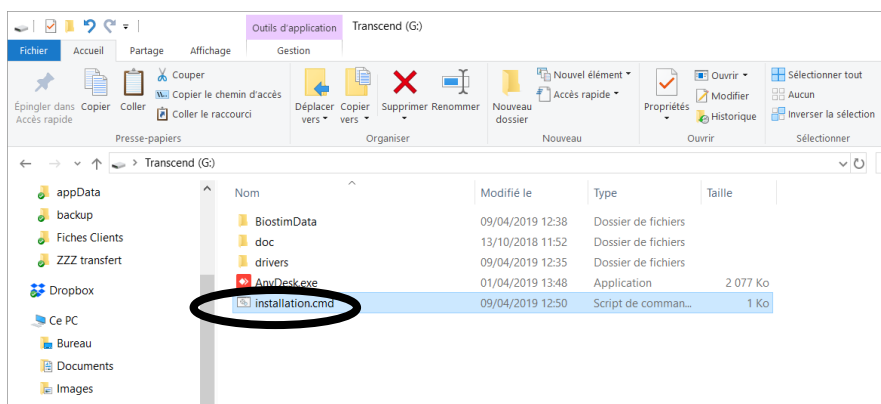 Outils d'application Transcend (G:)
Fichier Accueil Partage Affichage Gestion
Épingler dans Accès rapide
Copier
Coller
Couper
Copier le chemin d'accès
Coller le raccourci
Presse-papiers
Déplacer vers
Copier vers
Supprimer
Renommer
Organiser
Nouveau dossier
Nouvel élément
Accès rapide
Nouveau
Propriétés
Ouvrir
Modifier
Historique
Ouvrir
Sélectionner tout
Aucun
Inverser la sélection
Sélectionner
Transcend (G:)
appData
backup
Fiches Clients
ZZZ transfert
Dropbox
Ce PC
Bureau
Documents
Images
Nom Modifié le Type Taille
BiostimData 09/04/2019 12:38 Dossier de fichiers
doc 13/10/2018 11:52 Dossier de fichiers
drivers 09/04/2019 12:35 Dossier de fichiers
AnyDesk.exe 01/04/2019 13:48 Application 2 077 Ko
installation.cmd 09/04/2019 12:50 Script de comman... 1 Ko